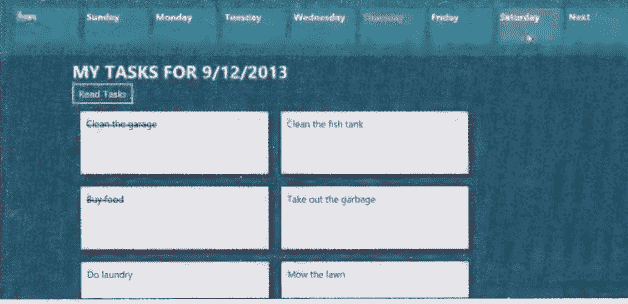 Sunday Monday Tuesday Wednesday Thursday Friday Saturday Next
MY TASKS FOR 9/12/2013
Read Tasks
Clean the garage Clean the fish tank
Buy food Take out the garbage
Do laundry Mow the lawn